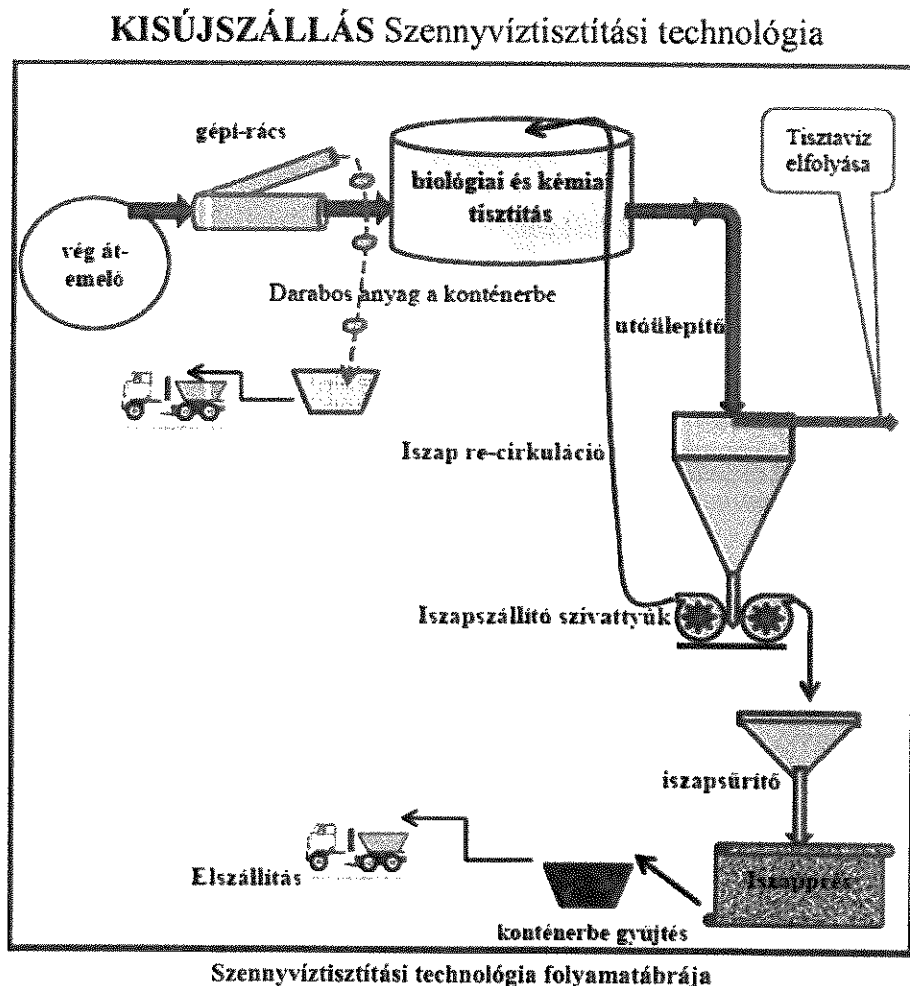 KISÚJSZÁLLÁS Szennyvíztisztítási technológia
gépi-rács
Tisztavíz
elfolyása
biológiai és kémia
tisztítás
vég át-
emelő
Darabos anyag a konténerbe
utóülepítő
Iszap re-cirkuláció
Iszapszállító szivattyúk
iszapsűrítő
Iszapprés
Elszállítás
konténerbe gyűjtés
Szennyvíztisztítási technológia folyamatábrája